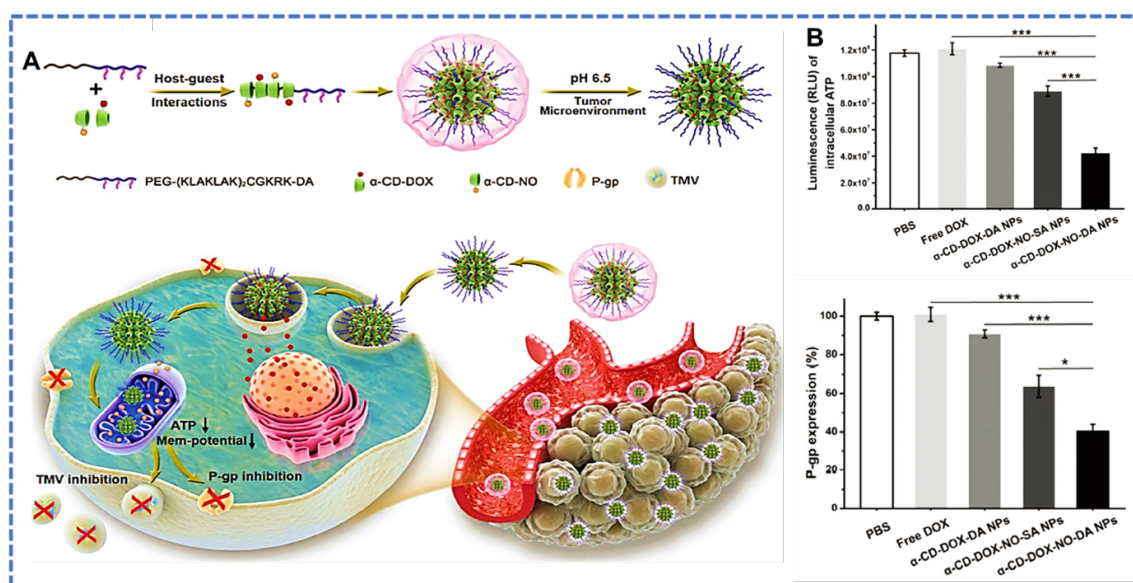 A
Host-guest
Interactions
+
pH 6.5
Tumor
Microenvironment
PEG-(KLAKLAK)₂CGKRK-DA
α-CD-DOX
α-CD-NO
P-gp
TMV
ATP
Mem-potential
TMV inhibition
P-gp inhibition
B
Luminescence (RLU) of
intracellular ATP
1.2x10⁸
1.0x10⁸
8.0x10⁷
6.0x10⁷
4.0x10⁷
2.0x10⁷
0.0
***
***
***
PBS
Free DOX
α-CD-DOX-DA NPs
α-CD-DOX-NO-SA NPs
α-CD-DOX-NO-DA NPs
P-gp expression (%)
100
80
60
40
20
0
***
***
*
PBS
Free DOX
α-CD-DOX-DA NPs
α-CD-DOX-NO-SA NPs
α-CD-DOX-NO-DA NPs